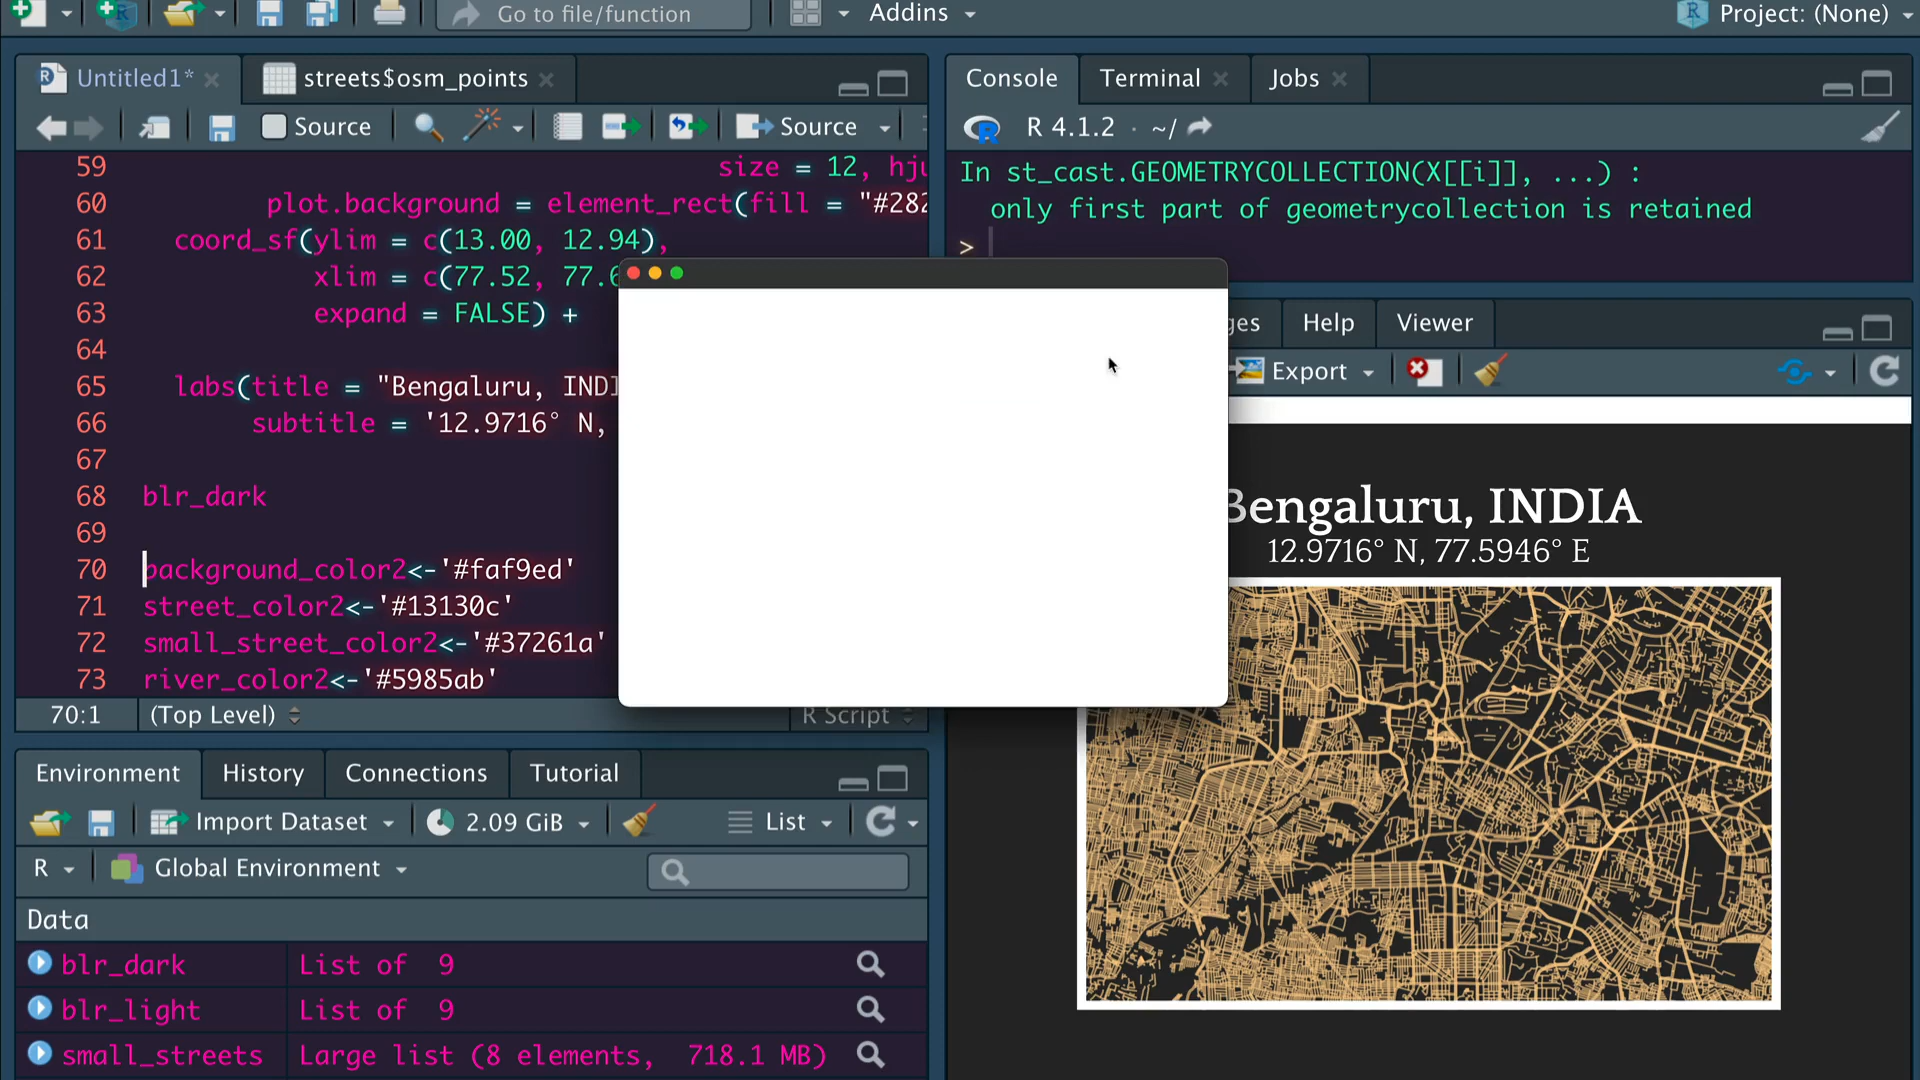 Go to file/function
Addins
Project: (None)
Untitled1*
streets$osm_points
Source
Source
59 size = 12, hju
60 plot.background = element_rect(fill = "#282
61 coord_sf(ylim = c(13.00, 12.94),
62 xlim = c(77.52, 77.6
63 expand = FALSE) +
64
65 labs(title = "Bengaluru, INDI
66 subtitle = '12.9716° N,
67
68 blr_dark
69
70 background_color2<-'#faf9ed'
71 street_color2<-'#13130c'
72 small_street_color2<-'#37261a'
73 river_color2<-'#5985ab'
70:1 (Top Level) R Script
Console Terminal Jobs
R 4.1.2 · ~/
In st_cast.GEOMETRYCOLLECTION(X[[i]], ...) :
only first part of geometrycollection is retained
>
ges Help Viewer
Export
Bengaluru, INDIA
12.9716° N, 77.5946° E
Environment History Connections Tutorial
Import Dataset 2.09 GiB List
R Global Environment
Data
blr_dark List of 9
blr_light List of 9
small_streets Large list (8 elements, 718.1 MB)